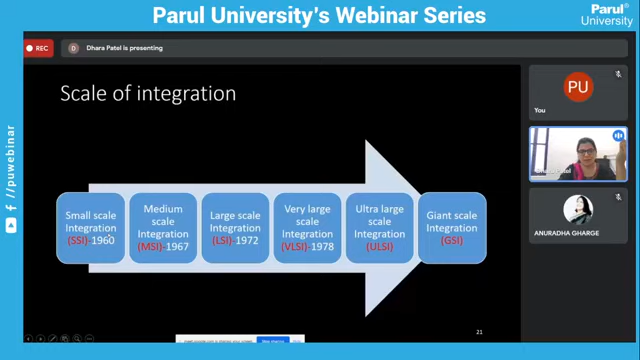 Parul University's Webinar Series
Parul®
University
REC
D
Dhara Patel is presenting
Scale of integration
Small scale
Integration
(SSI)-1960
Medium
scale
Integration
(MSI)-1967
Large scale
Integration
(LSI)-1972
Very large
scale
Integration
(VLSI)-1978
Ultra large
scale
Integration
(ULSI)
Giant scale
Integration
(GSI)
21
PU
You
Patel
ANURADHA GHARGE
/puwebinar